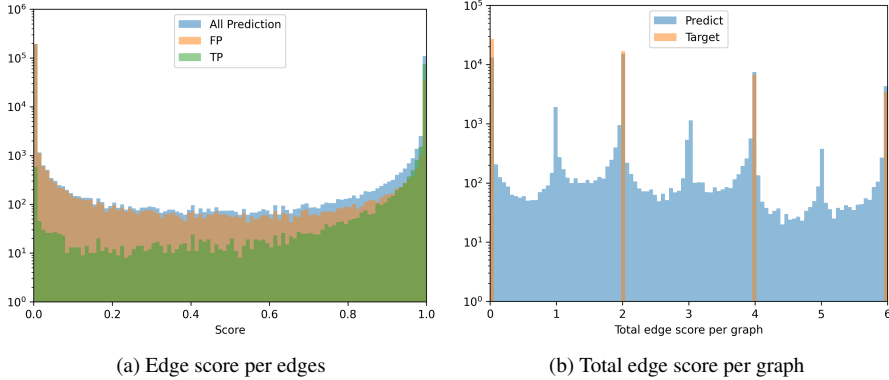 10^6
10^5
10^4
10^3
10^2
10^1
10^0
0.0 0.2 0.4 0.6 0.8 1.0
Score
All Prediction
FP
TP
(a) Edge score per edges
10^5
10^4
10^3
10^2
10^1
10^0
0 1 2 3 4 5 6
Total edge score per graph
Predict
Target
(b) Total edge score per graph